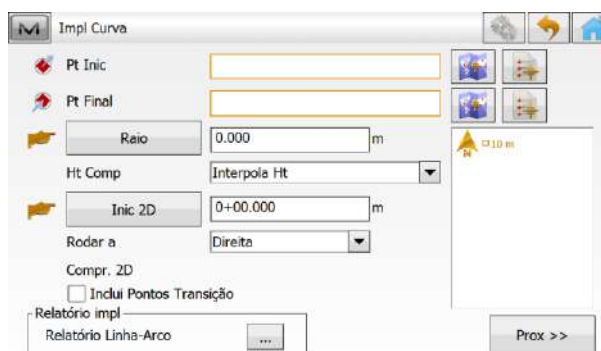 Impl Curva
Pt Inic
Pt Final
Raio 0.000 m
Ht Comp Interpola Ht
Inic 2D 0+00.000 m
Rodar a Direita
Compr. 2D
Inclui Pontos Transição
Relatório impl
Relatório Linha-Arco ...
N 10 m
Prox >>